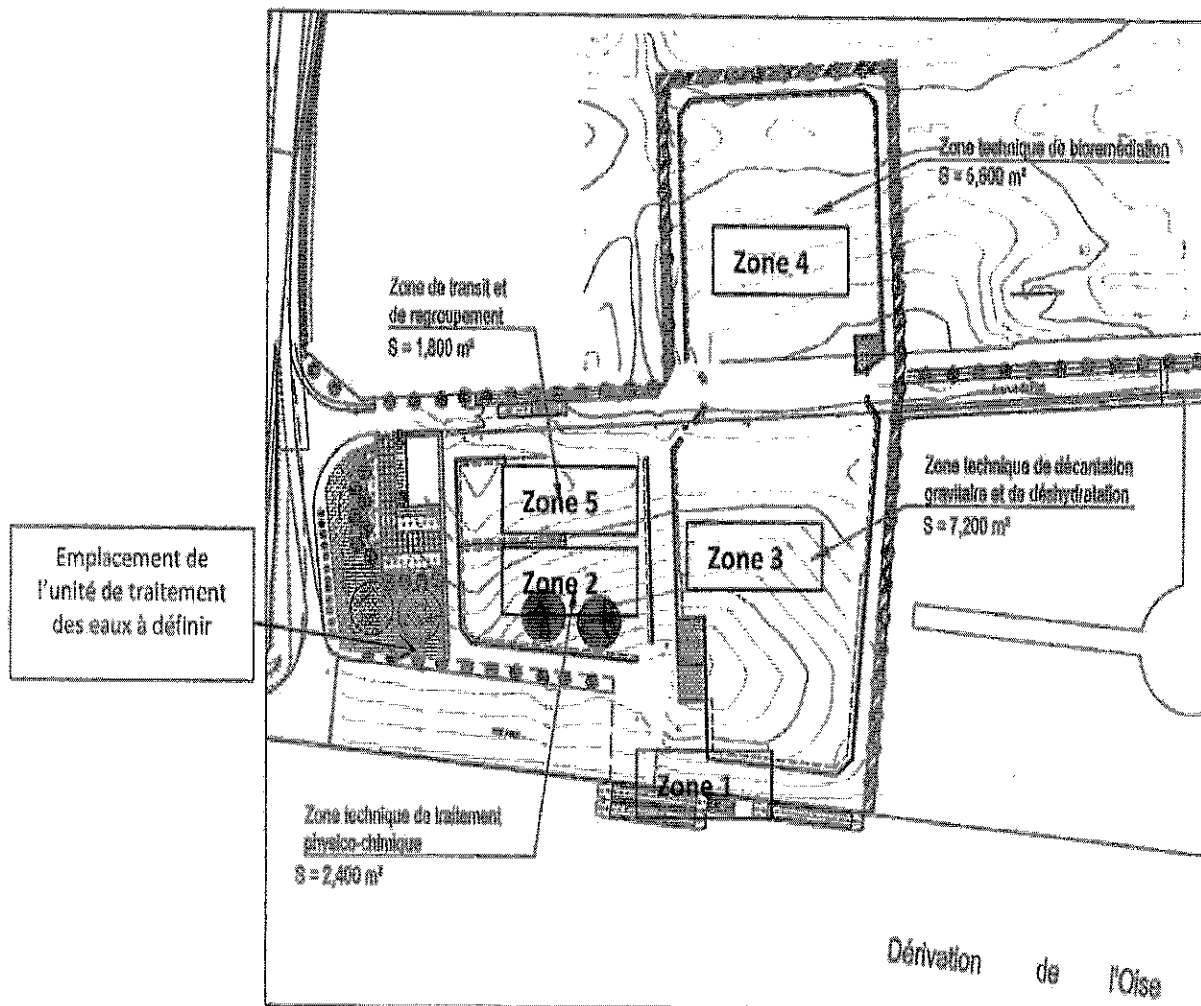 Zone technique de bioremédiation
S = 6,600 m²
Zone 4
Zone de transit et
de regroupement
S = 1,800 m²
Zone technique de décantation
gravitaire et de déshydratation
S = 7,200 m²
Zone 5
Zone 3
Zone 2
Emplacement de
l'unité de traitement
des eaux à définir
Zone 1
Zone technique de traitement
physico-chimique
S = 2,400 m²
Dérivation de l'Oise